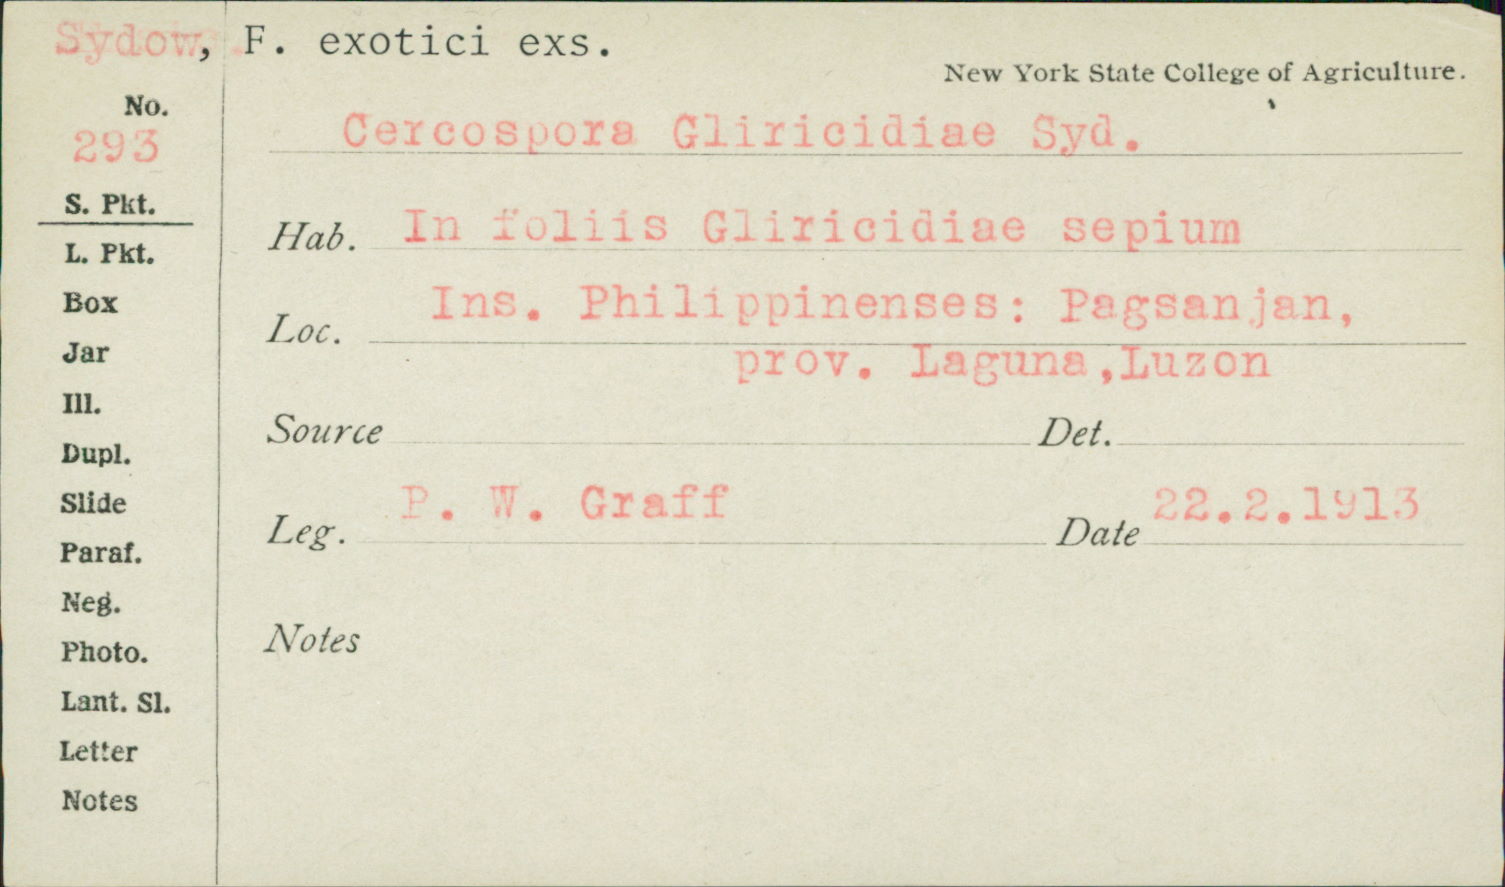 Sydow, F. exotici exs.
New York State College of Agriculture.
No.
293
Cercospora Gliricidiae Syd.
S. Pkt.
Hab. In foliis Gliricidiae sepium
L. Pkt.
Box
Loc. Ins. Philippinenses: Pagsanjan,
prov. Laguna,Luzon
Jar
Ill.
Source Det.
Dupl.
Slide
Leg. P. W. Graff Date 22.2.1913
Paraf.
Neg.
Notes
Photo.
Lant. Sl.
Letter
Notes